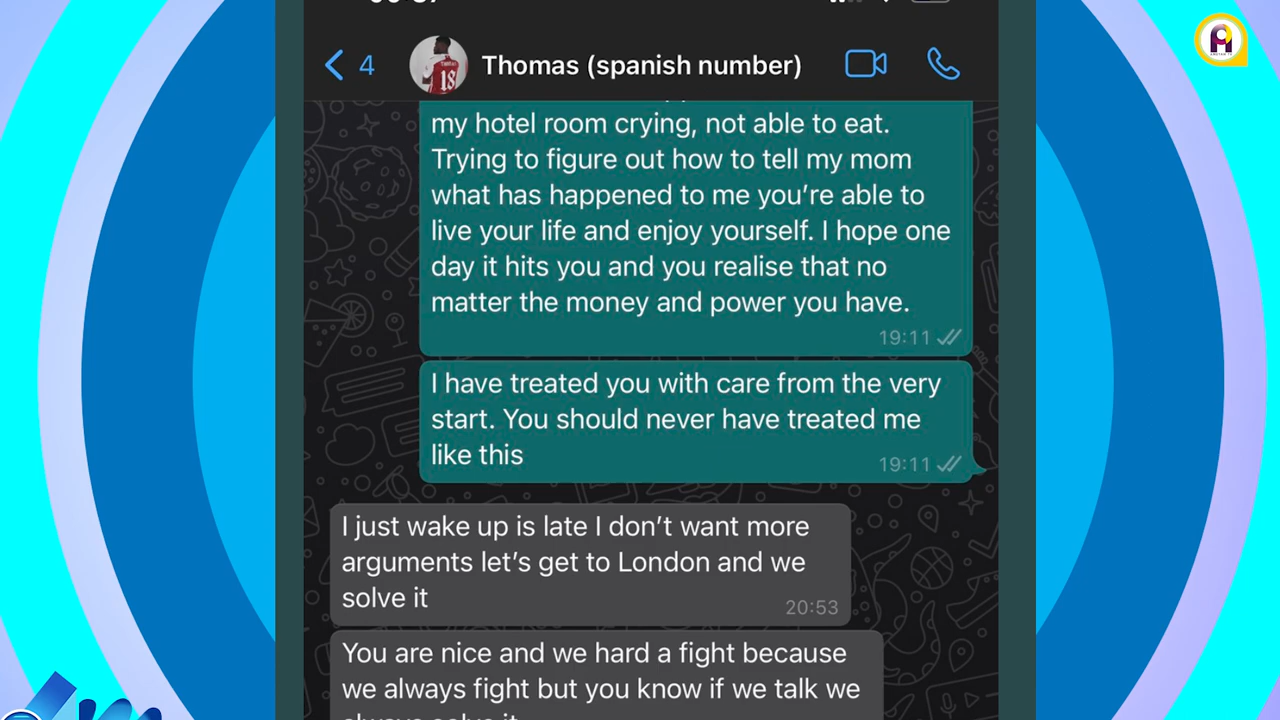 4
Thomas (spanish number)
my hotel room crying, not able to eat.
Trying to figure out how to tell my mom
what has happened to me you’re able to
live your life and enjoy yourself. I hope one
day it hits you and you realise that no
matter the money and power you have.
19:11
I have treated you with care from the very
start. You should never have treated me
like this
19:11
I just wake up is late I don’t want more
arguments let’s get to London and we
solve it
20:53
You are nice and we hard a fight because
we always fight but you know if we talk we
always solve it
18